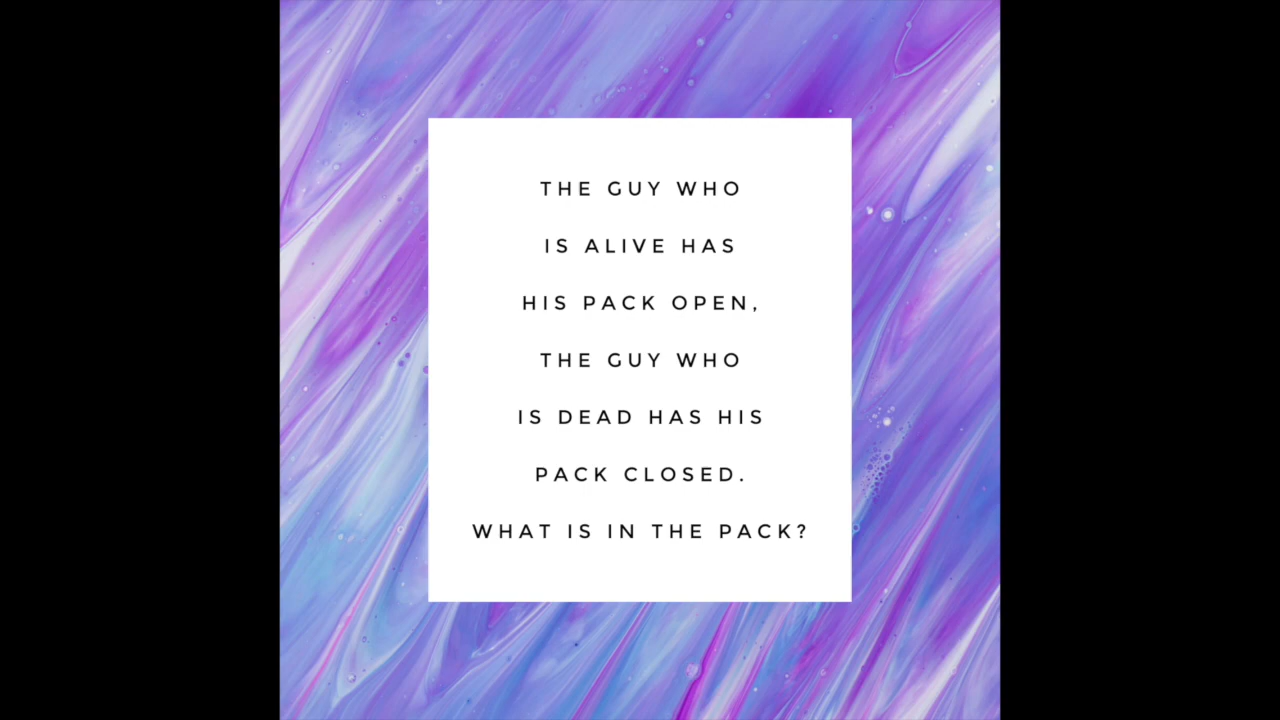 THE GUY WHO
IS ALIVE HAS
HIS PACK OPEN,
THE GUY WHO
IS DEAD HAS HIS
PACK CLOSED.
WHAT IS IN THE PACK?